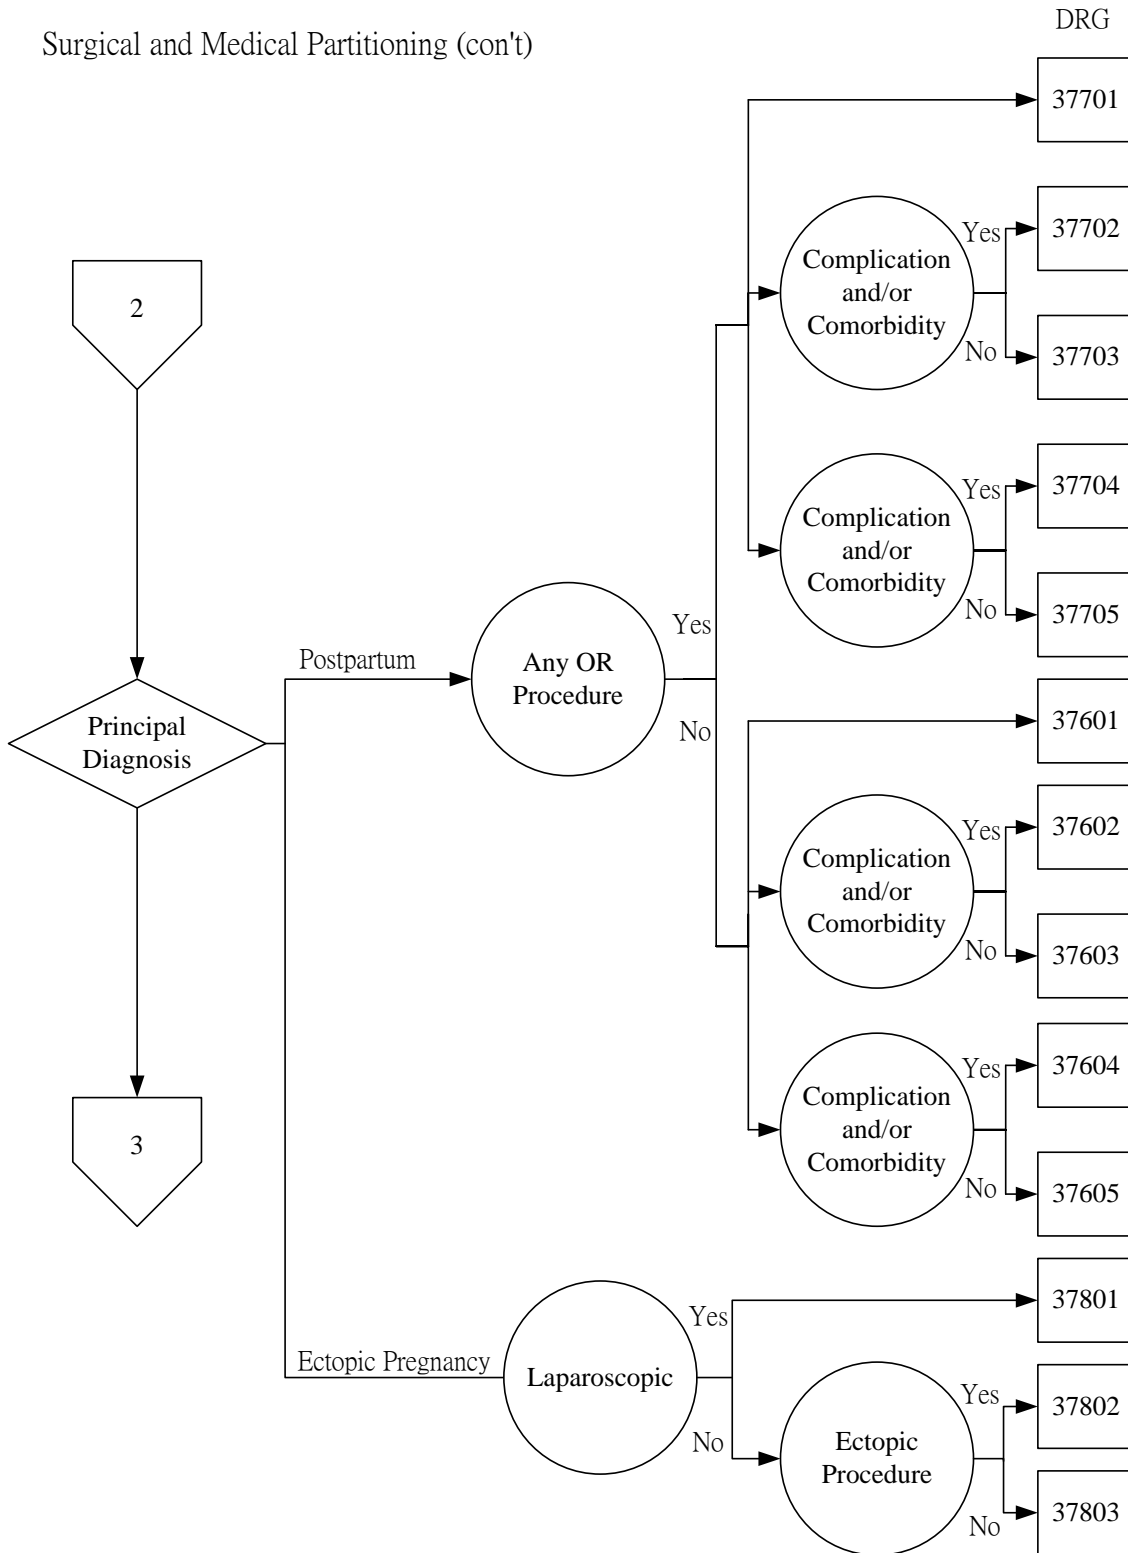 DRG
Surgical and Medical Partitioning (con't)
37701
Complication
and/or
Comorbidity
Yes
37702
No
37703
2
Complication
and/or
Comorbidity
Yes
37704
No
37705
Principal
Diagnosis
Postpartum
Any OR
Procedure
Yes
No
37601
Complication
and/or
Comorbidity
Yes
37602
No
37603
3
Complication
and/or
Comorbidity
Yes
37604
No
37605
Ectopic Pregnancy
Laparoscopic
Yes
37801
No
Ectopic
Procedure
Yes
37802
No
37803